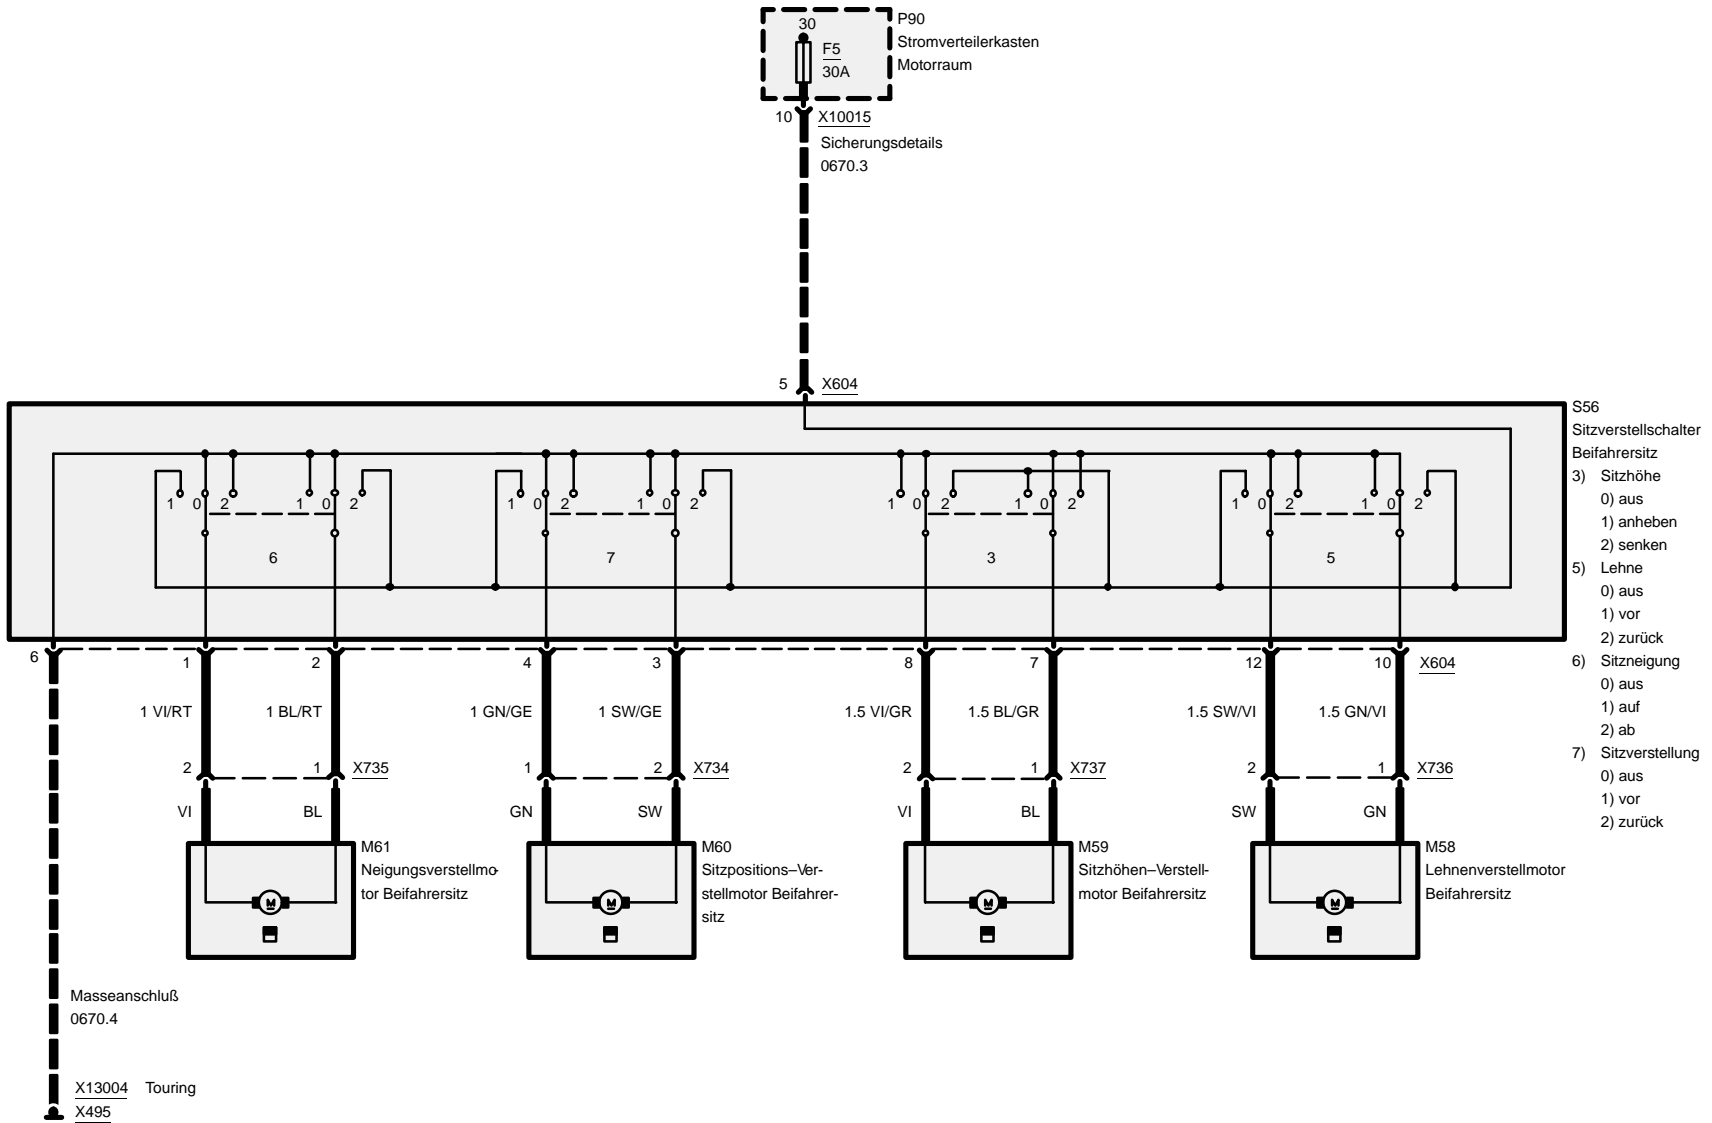 30
P90
Stromverteilerkasten
Motorraum
F5
30A
10 X10015
Sicherungsdetails
0670.3
5 X604
S56
Sitzverstellschalter
Beifahrersitz
3) Sitzhöhe
0) aus
1) anheben
2) senken
5) Lehne
0) aus
1) vor
2) zurück
6) Sitzneigung
0) aus
1) auf
2) ab
7) Sitzverstellung
0) aus
1) vor
2) zurück
1 0 2 1 0 2 1 0 2 1 0 2 1 0 2 1 0 2 1 0 2 1 0 2
6 7 3 5
6 1 2 4 3 8 7 12 10 X604
1 VI/RT 1 BL/RT 1 GN/GE 1 SW/GE 1.5 VI/GR 1.5 BL/GR 1.5 SW/VI 1.5 GN/VI
2 1 X735 1 2 X734 2 1 X737 2 1 X736
VI BL GN SW VI BL SW GN
M61
Neigungsverstellmo-
tor Beifahrersitz
M
M60
Sitzpositions–Ver-
stellmotor Beifahrer-
sitz
M
M59
Sitzhöhen–Verstell-
motor Beifahrersitz
M
M58
Lehnenverstellmotor
Beifahrersitz
M
Masseanschluß
0670.4
X13004 Touring
X495